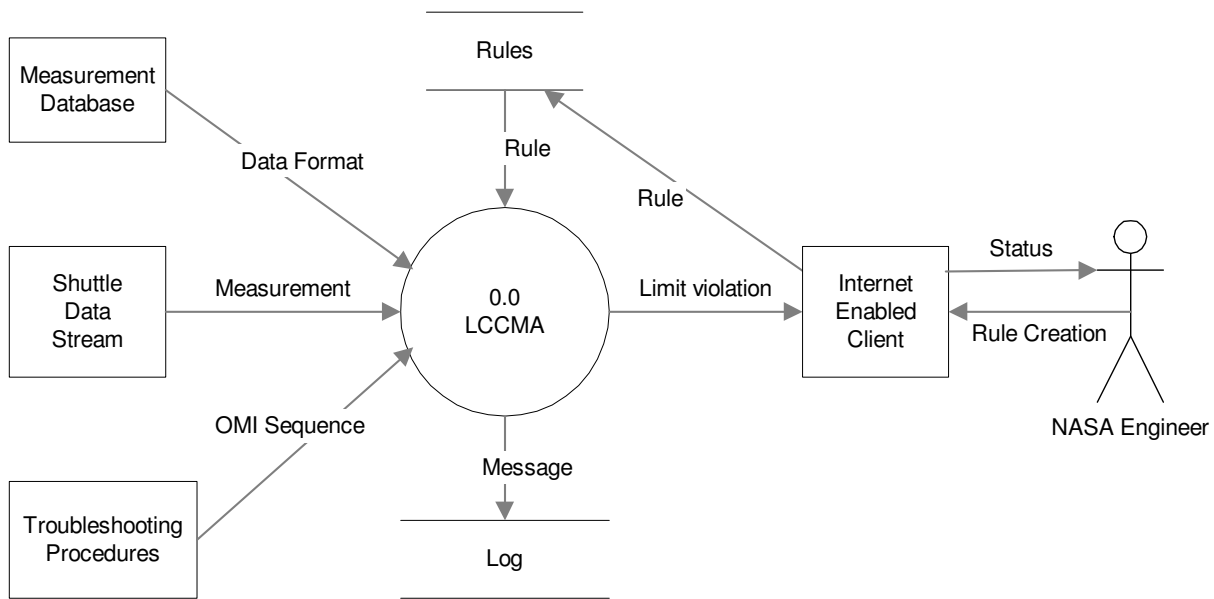 Rules
Measurement
Database
Rule
Data Format
Rule
Shuttle
Data
Stream
Measurement
0.0
LCCMA
Limit violation
Internet
Enabled
Client
Status
Rule Creation
NASA Engineer
OMI Sequence
Message
Troubleshooting
Procedures
Log